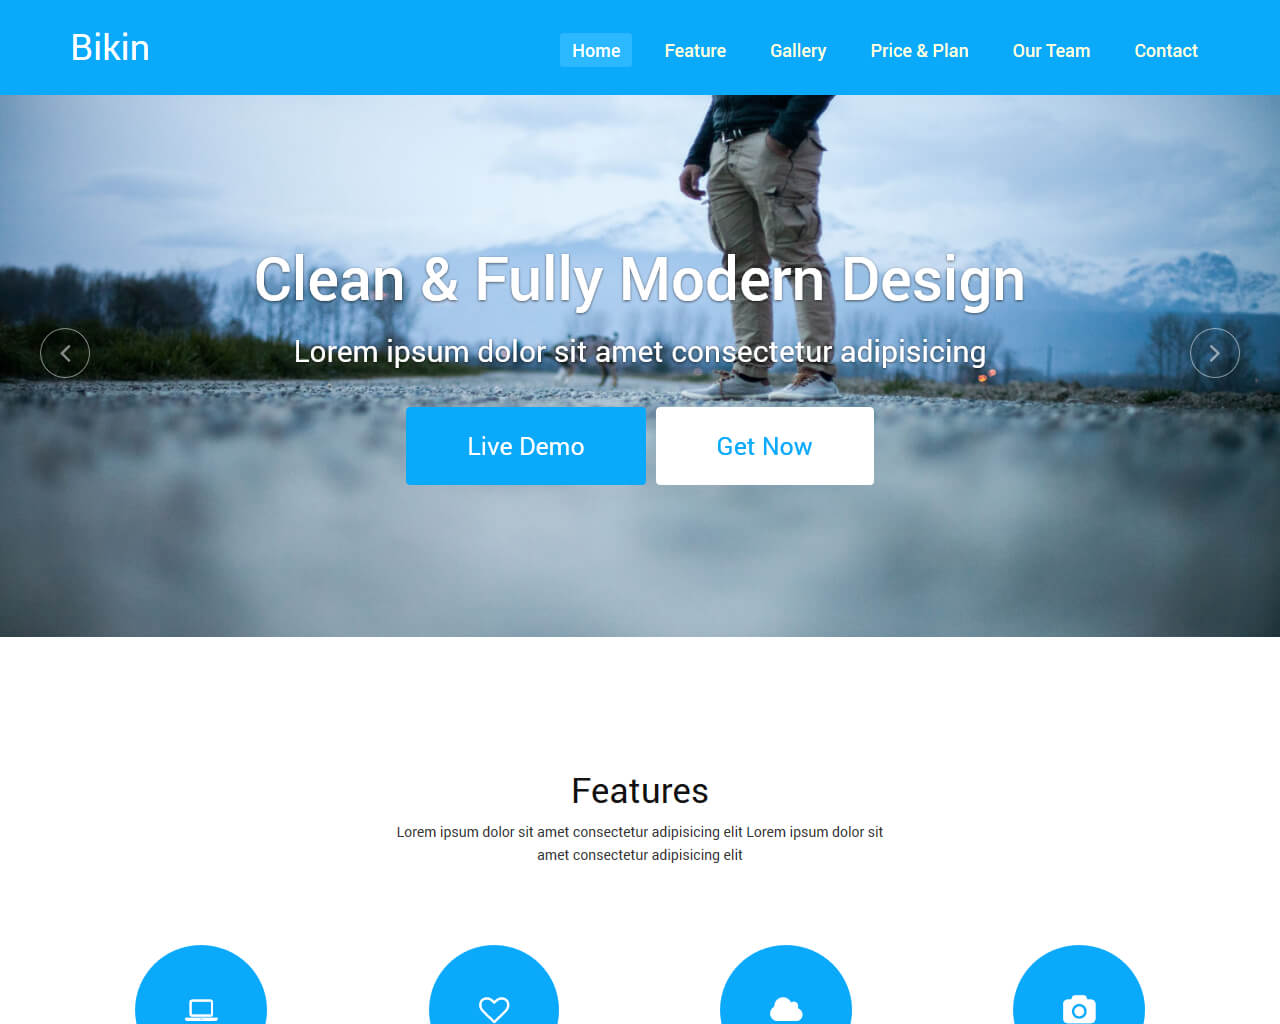 Bikin
Home Feature Gallery Price & Plan Our Team Contact
Clean & Fully Modern Design
Lorem ipsum dolor sit amet consectetur adipisicing
Live Demo Get Now
Features
Lorem ipsum dolor sit amet consectetur adipisicing elit Lorem ipsum dolor sit
amet consectetur adipisicing elit